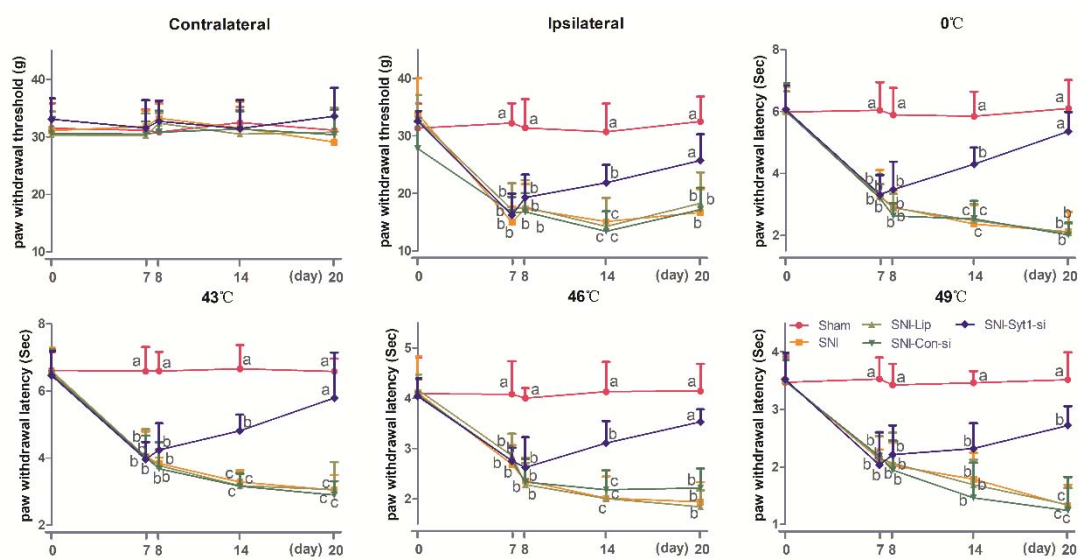 Contralateral
paw withdrawal threshold (g)
40
30
20
10
0 7 8 14 (day) 20
Ipsilateral
paw withdrawal threshold (g)
40
30
20
10
a a a a
b b b b b b b
b a
c c c b
0 7 8 14 (day) 20
0℃
paw withdrawal latency (Sec)
8
6
4
2
a a a a
b b b b b b
b a
c c c b b
0 7 8 14 (day) 20
43℃
paw withdrawal latency (Sec)
8
6
4
2
a a a a
b b b b b b
b a
c c c c
0 7 8 14 (day) 20
46℃
paw withdrawal latency (Sec)
5
4
3
2
a a a a
b b b b b b
b a
b b b b
0 7 8 14 (day) 20
49℃
paw withdrawal latency (Sec)
4
3
2
1
Sham SNI-Lip SNI-Syt1-si
SNI SNI-Con-si
a a a a
b b b b b b
b b
b b c c c
0 7 8 14 (day) 20